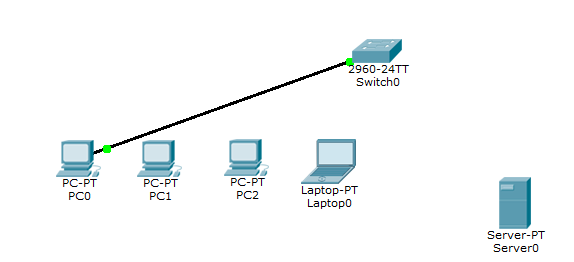 2960-24TT
Switch0
PC-PT
PC0
PC-PT
PC1
PC-PT
PC2
Laptop-PT
Laptop0
Server-PT
Server0